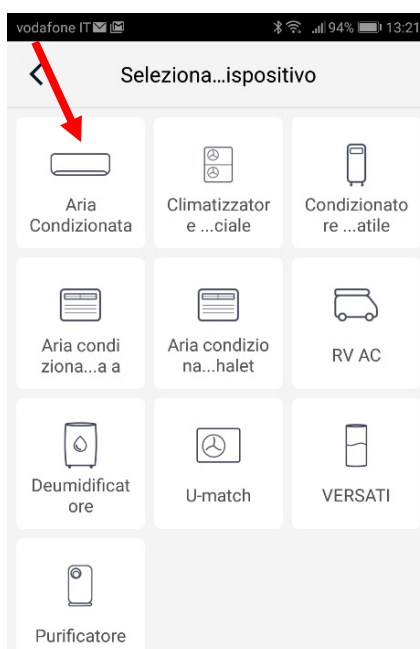 vodafone IT 94% 13:21
Seleziona...ispositivo
Aria
Condizionata
Climatizzator
e ...ciale
Condizionato
re ...atile
Aria condi
ziona...a a
Aria condizio
na...halet
RV AC
Deumidificat
ore
U-match
VERSATI
Purificatore